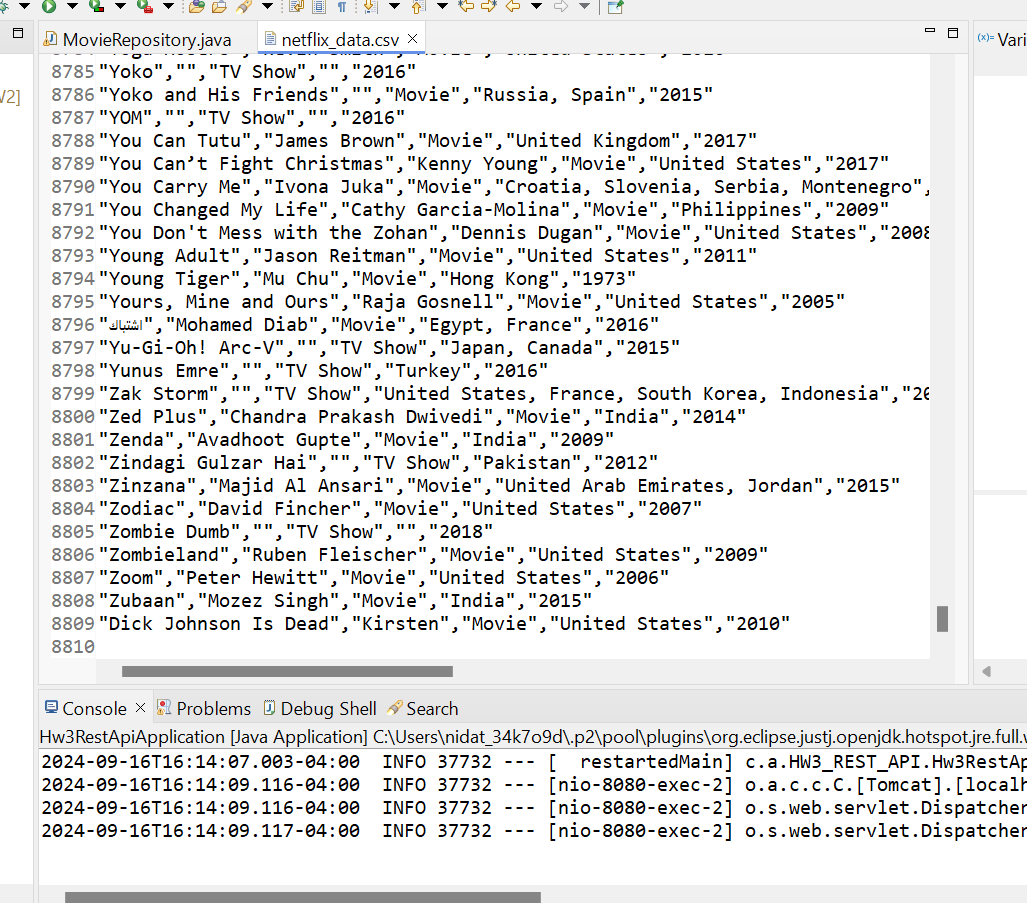 MovieRepository.java
netflix_data.csv
(x)= Vari
W2]
8785 "Yoko","","TV Show","","2016"
8786 "Yoko and His Friends","","Movie","Russia, Spain","2015"
8787 "YOM","","TV Show","","2016"
8788 "You Can Tutu","James Brown","Movie","United Kingdom","2017"
8789 "You Can’t Fight Christmas","Kenny Young","Movie","United States","2017"
8790 "You Carry Me","Ivona Juka","Movie","Croatia, Slovenia, Serbia, Montenegro",
8791 "You Changed My Life","Cathy Garcia-Molina","Movie","Philippines","2009"
8792 "You Don't Mess with the Zohan","Dennis Dugan","Movie","United States","2008
8793 "Young Adult","Jason Reitman","Movie","United States","2011"
8794 "Young Tiger","Mu Chu","Movie","Hong Kong","1973"
8795 "Yours, Mine and Ours","Raja Gosnell","Movie","United States","2005"
8796 "اشتباك","Mohamed Diab","Movie","Egypt, France","2016"
8797 "Yu-Gi-Oh! Arc-V","","TV Show","Japan, Canada","2015"
8798 "Yunus Emre","","TV Show","Turkey","2016"
8799 "Zak Storm","","TV Show","United States, France, South Korea, Indonesia","20
8800 "Zed Plus","Chandra Prakash Dwivedi","Movie","India","2014"
8801 "Zenda","Avadhoot Gupte","Movie","India","2009"
8802 "Zindagi Gulzar Hai","","TV Show","Pakistan","2012"
8803 "Zinzana","Majid Al Ansari","Movie","United Arab Emirates, Jordan","2015"
8804 "Zodiac","David Fincher","Movie","United States","2007"
8805 "Zombie Dumb","","TV Show","","2018"
8806 "Zombieland","Ruben Fleischer","Movie","United States","2009"
8807 "Zoom","Peter Hewitt","Movie","United States","2006"
8808 "Zubaan","Mozez Singh","Movie","India","2015"
8809 "Dick Johnson Is Dead","Kirsten","Movie","United States","2010"
8810
Console Problems Debug Shell Search
Hw3RestApiApplication [Java Application] C:\Users\nidat_34k7o9d\.p2\pool\plugins\org.eclipse.justj.openjdk.hotspot.jre.full.w
2024-09-16T16:14:07.003-04:00 INFO 37732 --- [ restartedMain] c.a.HW3_REST_API.Hw3RestAp
2024-09-16T16:14:09.116-04:00 INFO 37732 --- [nio-8080-exec-2] o.a.c.c.C.[Tomcat].[localh
2024-09-16T16:14:09.116-04:00 INFO 37732 --- [nio-8080-exec-2] o.s.web.servlet.Dispatcher
2024-09-16T16:14:09.117-04:00 INFO 37732 --- [nio-8080-exec-2] o.s.web.servlet.Dispatcher